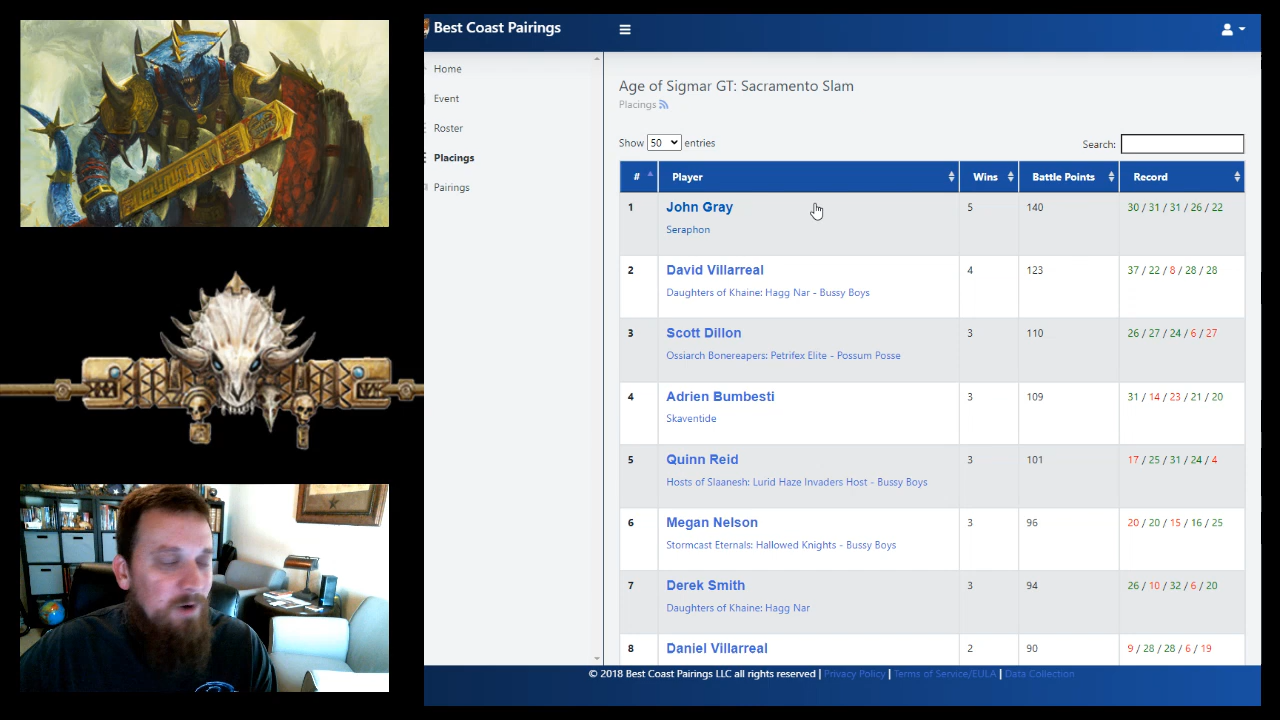 Best Coast Pairings
Home
Event
Roster
Placings
Pairings
Age of Sigmar GT: Sacramento Slam
Placings
Show 50 entries
Search:
# Player Wins Battle Points Record
1 John Gray 5 140 30 / 31 / 31 / 26 / 22
Seraphon
2 David Villarreal 4 123 37 / 22 / 8 / 28 / 28
Daughters of Khaine: Hagg Nar - Bussy Boys
3 Scott Dillon 3 110 26 / 27 / 24 / 6 / 27
Ossiarch Bonereapers: Petrifex Elite - Possum Posse
4 Adrien Bumbesti 3 109 31 / 14 / 23 / 21 / 20
Skaventide
5 Quinn Reid 3 101 17 / 25 / 31 / 24 / 4
Hosts of Slaanesh: Lurid Haze Invaders Host - Bussy Boys
6 Megan Nelson 3 96 20 / 20 / 15 / 16 / 25
Stormcast Eternals: Hallowed Knights - Bussy Boys
7 Derek Smith 3 94 26 / 10 / 32 / 6 / 20
Daughters of Khaine: Hagg Nar
8 Daniel Villarreal 2 90 9 / 28 / 28 / 6 / 19
© 2018 Best Coast Pairings LLC all rights reserved | Privacy Policy | Terms of Service/EULA | Data Collection